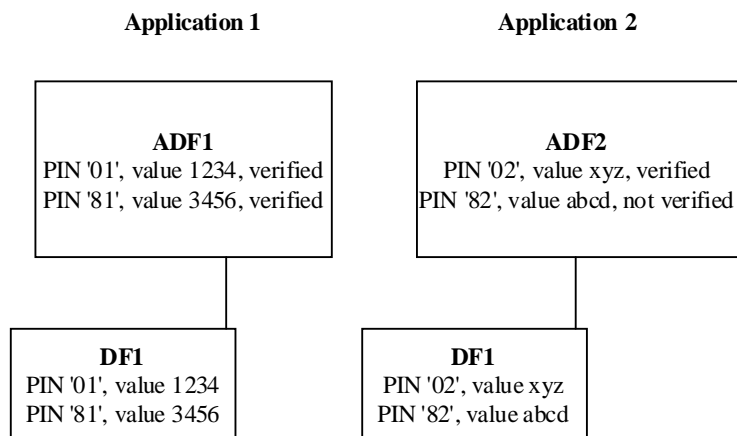 Application 1
Application 2
ADF1
PIN '01', value 1234, verified
PIN '81', value 3456, verified
ADF2
PIN '02', value xyz, verified
PIN '82', value abcd, not verified
DF1
PIN '01', value 1234
PIN '81', value 3456
DF1
PIN '02', value xyz
PIN '82', value abcd